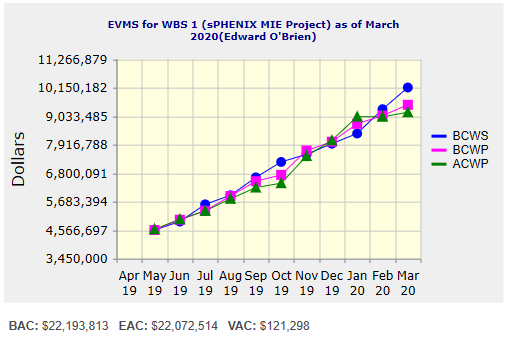 EVMS for WBS 1 (sPHENIX MIE Project) as of March
2020(Edward O'Brien)
11,266,879
10,150,182
9,033,485
7,916,788
6,800,091
5,683,394
4,566,697
3,450,000
Dollars
BCWS
BCWP
ACWP
Apr May Jun Jul Aug Sep Oct Nov Dec Jan Feb Mar
19 19 19 19 19 19 19 19 19 20 20 20
BAC: $22,193,813 EAC: $22,072,514 VAC: $121,298